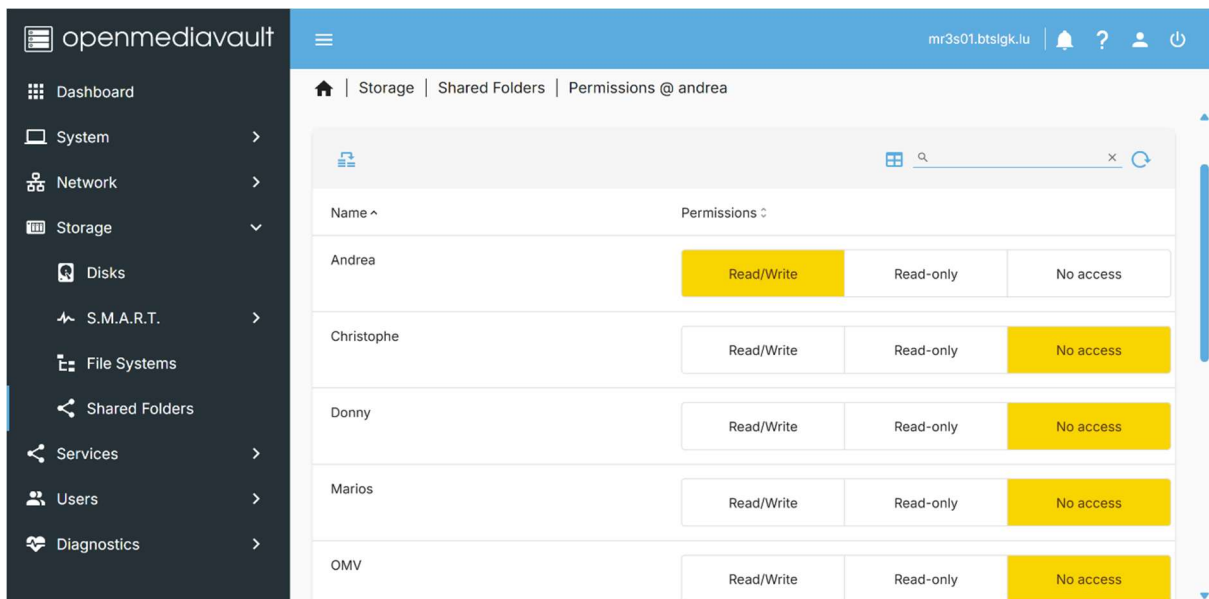 openmediavault
mr3s01.btslgk.lu
Dashboard
System
Network
Storage
Disks
S.M.A.R.T.
File Systems
Shared Folders
Services
Users
Diagnostics
Storage | Shared Folders | Permissions @ andrea
Name Permissions
Andrea Read/Write Read-only No access
Christophe Read/Write Read-only No access
Donny Read/Write Read-only No access
Marios Read/Write Read-only No access
OMV Read/Write Read-only No access